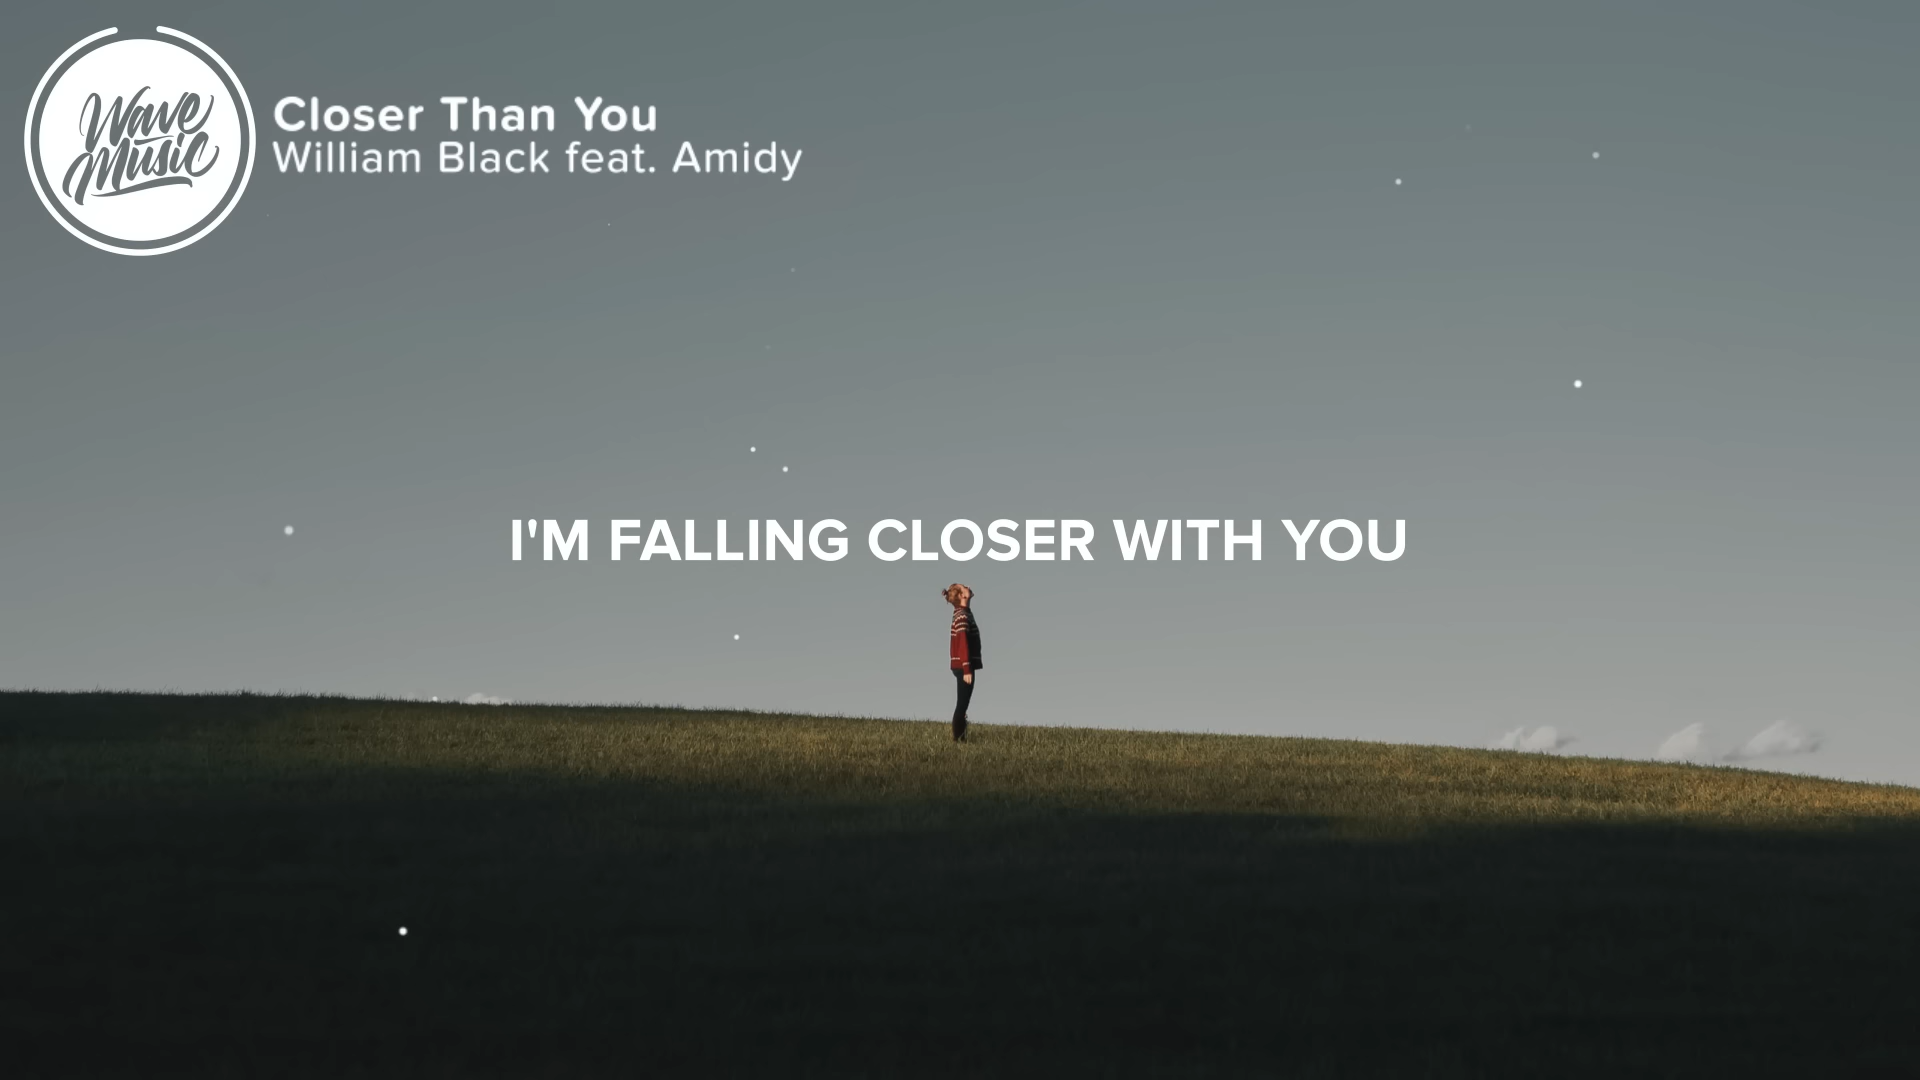 Wave
Music
Closer Than You
William Black feat. Amidy
I'M FALLING CLOSER WITH YOU